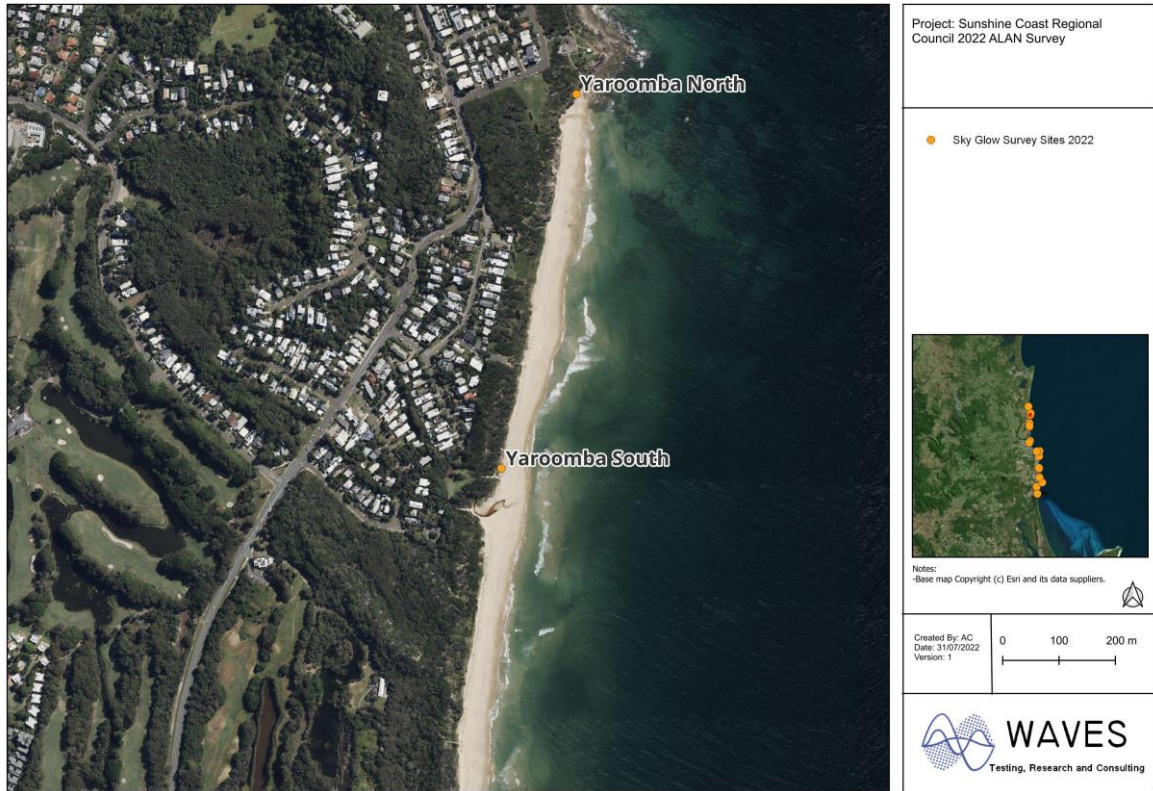 Yaroomba North
Yaroomba South
Project: Sunshine Coast Regional
Council 2022 ALAN Survey
Sky Glow Survey Sites 2022
Notes:
-Base map Copyright (c) Esri and its data suppliers.
Created By: AC
Date: 31/07/2022
Version: 1
0 100 200 m
WAVES
Testing, Research and Consulting